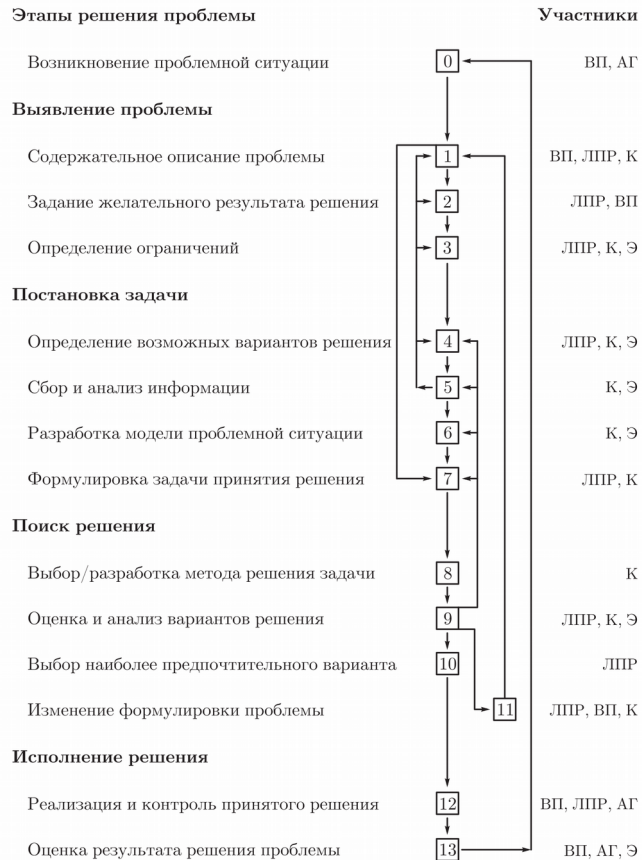 Этапы решения проблемы Участники
Возникновение проблемной ситуации 0 ВП, АГ
Выявление проблемы
Содержательное описание проблемы 1 ВП, ЛПР, К
Задание желательного результата решения 2 ЛПР, ВП
Определение ограничений 3 ЛПР, К, Э
Постановка задачи
Определение возможных вариантов решения 4 ЛПР, К, Э
Сбор и анализ информации 5 К, Э
Разработка модели проблемной ситуации 6 К, Э
Формулировка задачи принятия решения 7 ЛПР, К
Поиск решения
Выбор/разработка метода решения задачи 8 К
Оценка и анализ вариантов решения 9 ЛПР, К, Э
Выбор наиболее предпочтительного варианта 10 ЛПР
Изменение формулировки проблемы 11 ЛПР, ВП, К
Исполнение решения
Реализация и контроль принятого решения 12 ВП, ЛПР, АГ
Оценка результата решения проблемы 13 ВП, АГ, Э